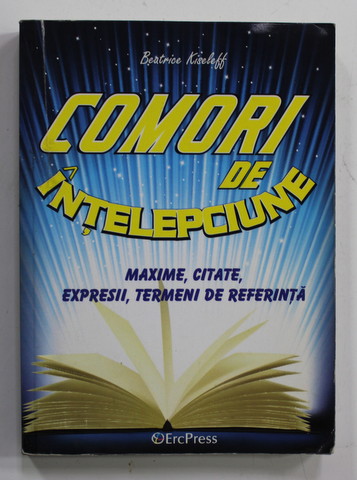 Beatrice Kiseleff
COMORI
DE
ÎNȚELEPCIUNE
MAXIME, CITATE,
EXPRESII, TERMENI DE REFERINȚĂ
ErcPress